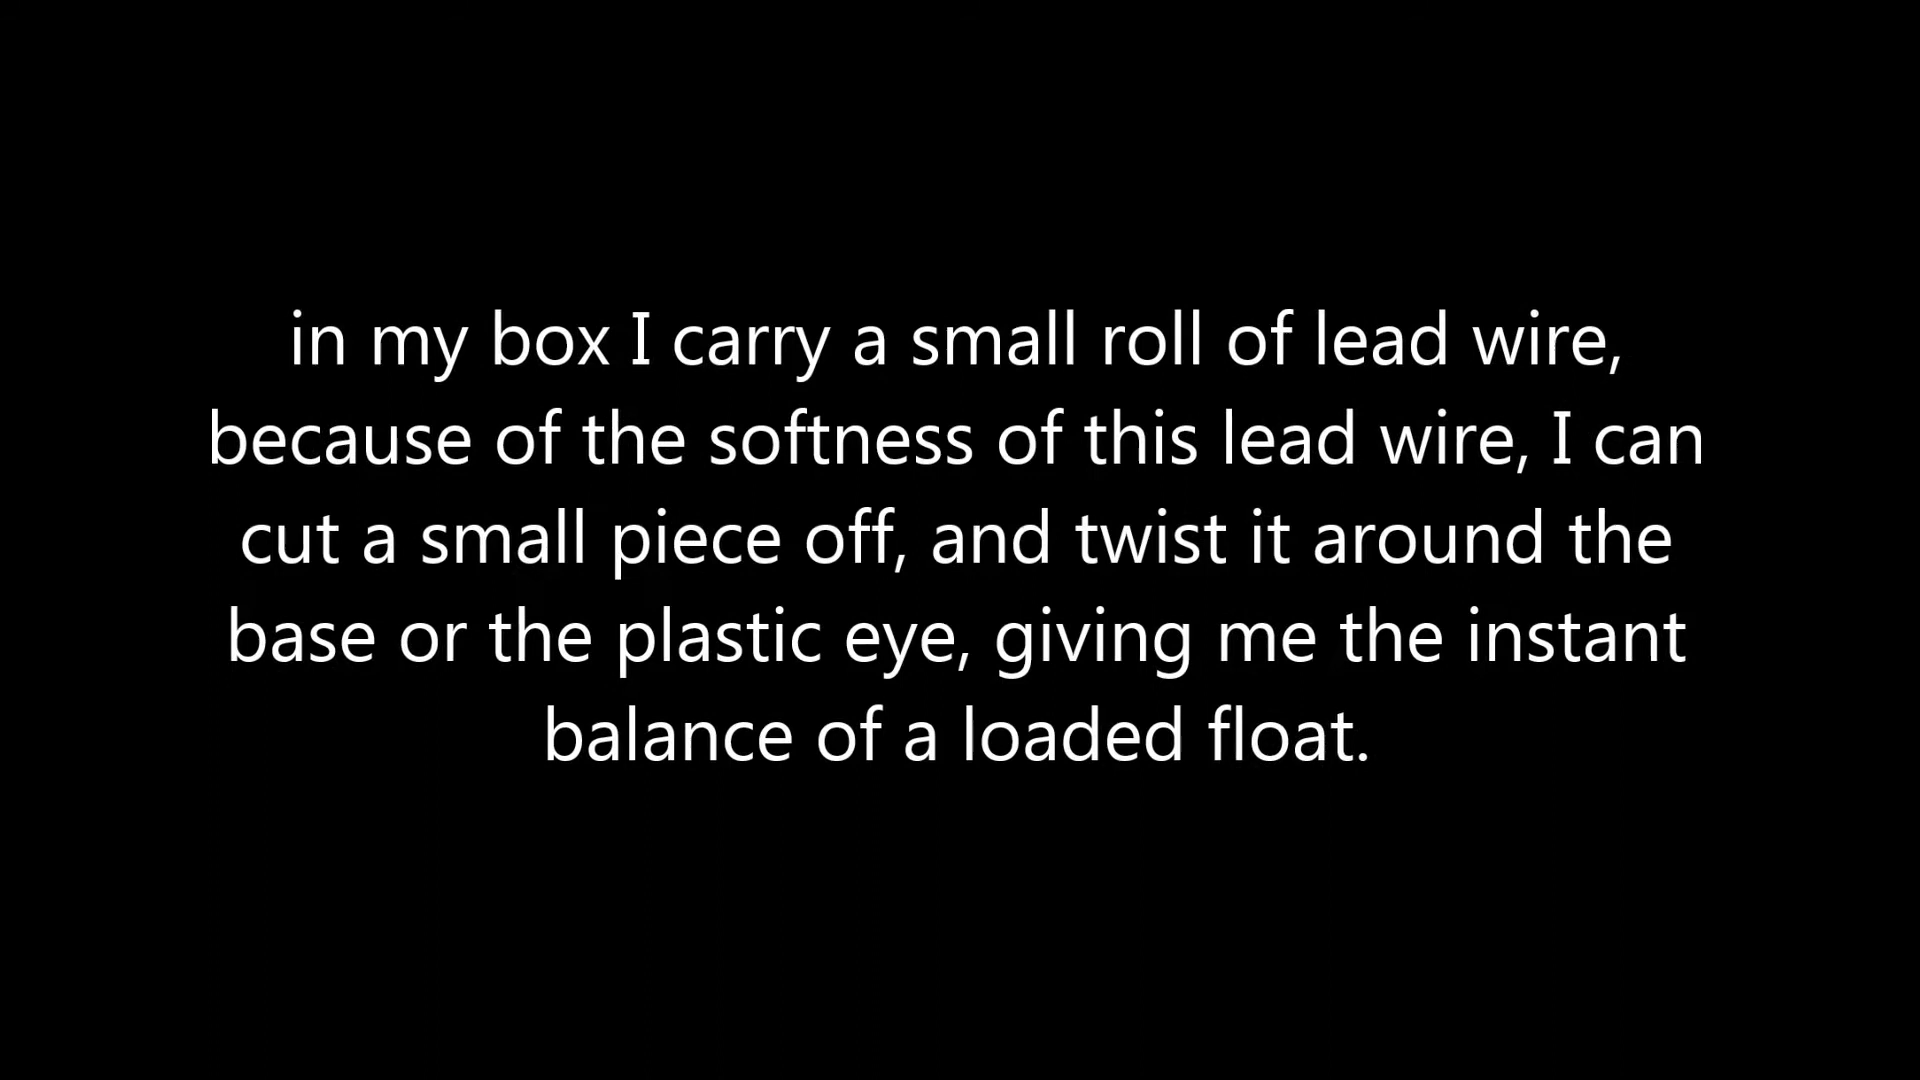 in my box I carry a small roll of lead wire,
because of the softness of this lead wire, I can
cut a small piece off, and twist it around the
base or the plastic eye, giving me the instant
balance of a loaded float.